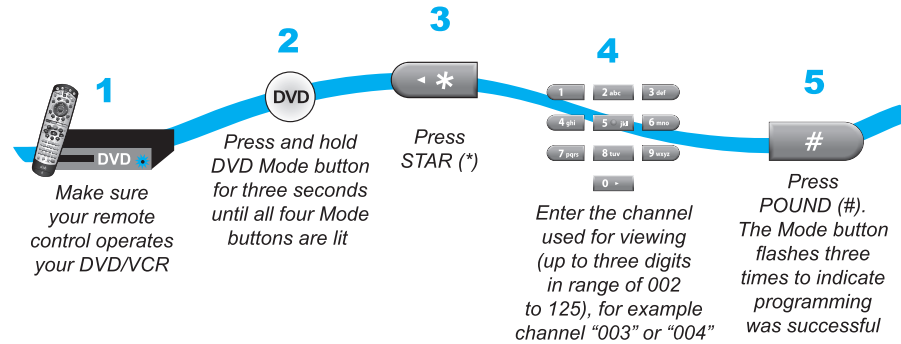 1
DVD
Make sure
your remote
control operates
your DVD/VCR
2
DVD
Press and hold
DVD Mode button
for three seconds
until all four Mode
buttons are lit
3
*
Press
STAR (*)
4
1 2 abc 3 def
4 ghi 5 jkl 6 mno
7 pqrs 8 tuv 9 wxyz
0
Enter the channel
used for viewing
(up to three digits
in range of 002
to 125), for example
channel “003” or “004”
5
#
Press
POUND (#).
The Mode button
flashes three
times to indicate
programming
was successful